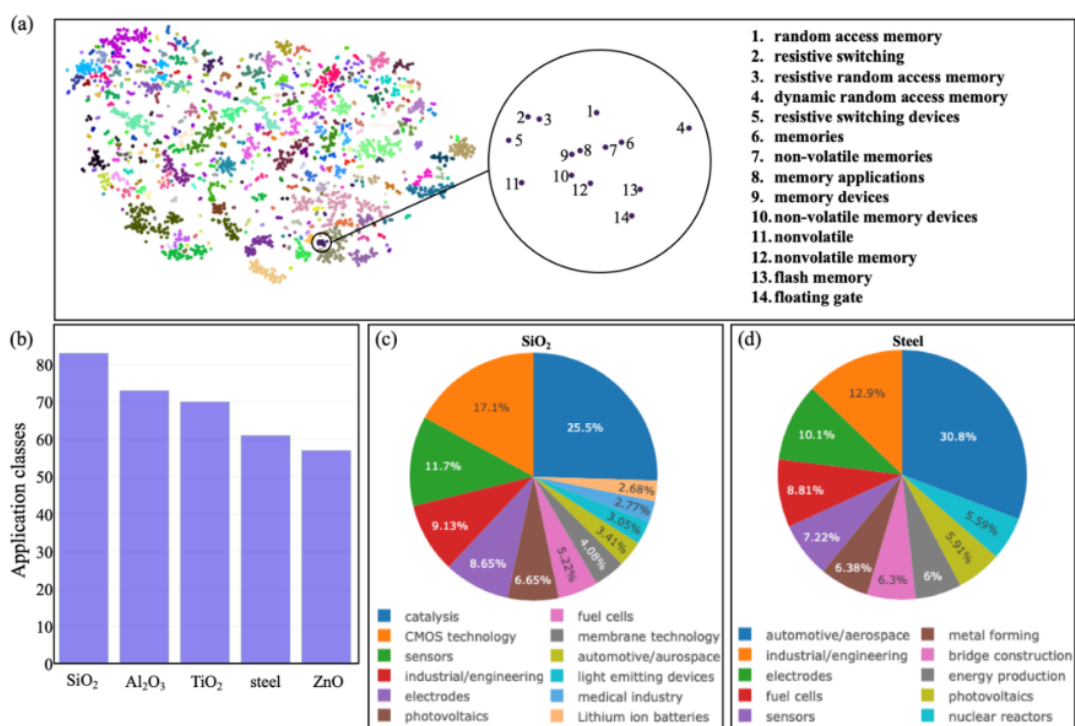 (a)
1. random access memory
2. resistive switching
3. resistive random access memory
4. dynamic random access memory
5. resistive switching devices
6. memories
7. non-volatile memories
8. memory applications
9. memory devices
10. non-volatile memory devices
11. nonvolatile
12. nonvolatile memory
13. flash memory
14. floating gate
1
2
3
4
5
6
7
8
9
10
11
12
13
14
(b)
Application classes
80
70
60
50
40
30
20
10
0
SiO₂
Al₂O₃
TiO₂
steel
ZnO
(c)
SiO₂
25.5%
17.1%
11.7%
9.13%
8.65%
6.65%
5.22%
4.08%
3.41%
3.05%
2.77%
2.68%
catalysis
CMOS technology
sensors
industrial/engineering
electrodes
photovoltaics
fuel cells
membrane technology
automotive/aurospace
light emitting devices
medical industry
Lithium ion batteries
(d)
Steel
30.8%
12.9%
10.1%
8.81%
7.22%
6.38%
6.3%
6%
5.91%
5.59%
automotive/aerospace
industrial/engineering
electrodes
fuel cells
sensors
metal forming
bridge construction
energy production
photovoltaics
nuclear reactors